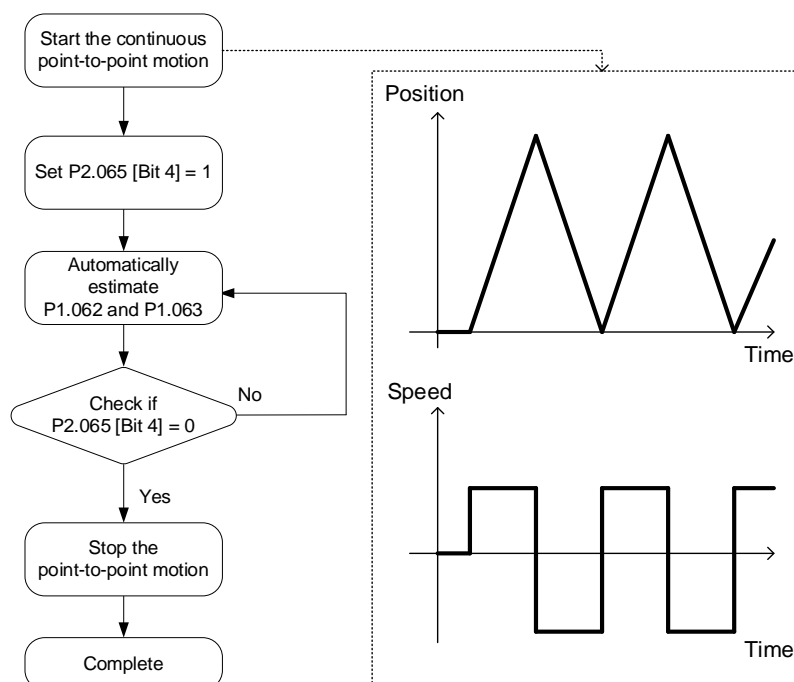 Start the continuous
point-to-point motion
Set P2.065 [Bit 4] = 1
Automatically
estimate
P1.062 and P1.063
Check if
P2.065 [Bit 4] = 0
No
Yes
Stop the
point-to-point motion
Complete
Position
Time
Speed
Time